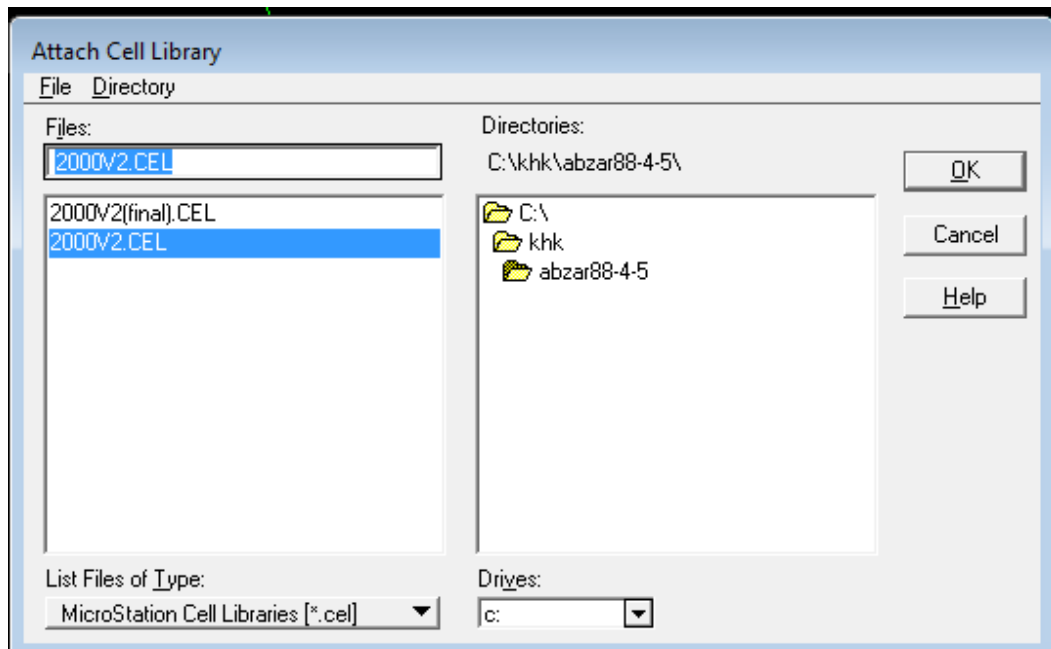 Attach Cell Library
File Directory
Files:
2000V2.CEL
2000V2(final).CEL
2000V2.CEL
List Files of Type:
MicroStation Cell Libraries [*.cel]
Directories:
C:\khk\abzar88-4-5\
C:\
khk
abzar88-4-5
Drives:
c:
OK
Cancel
Help